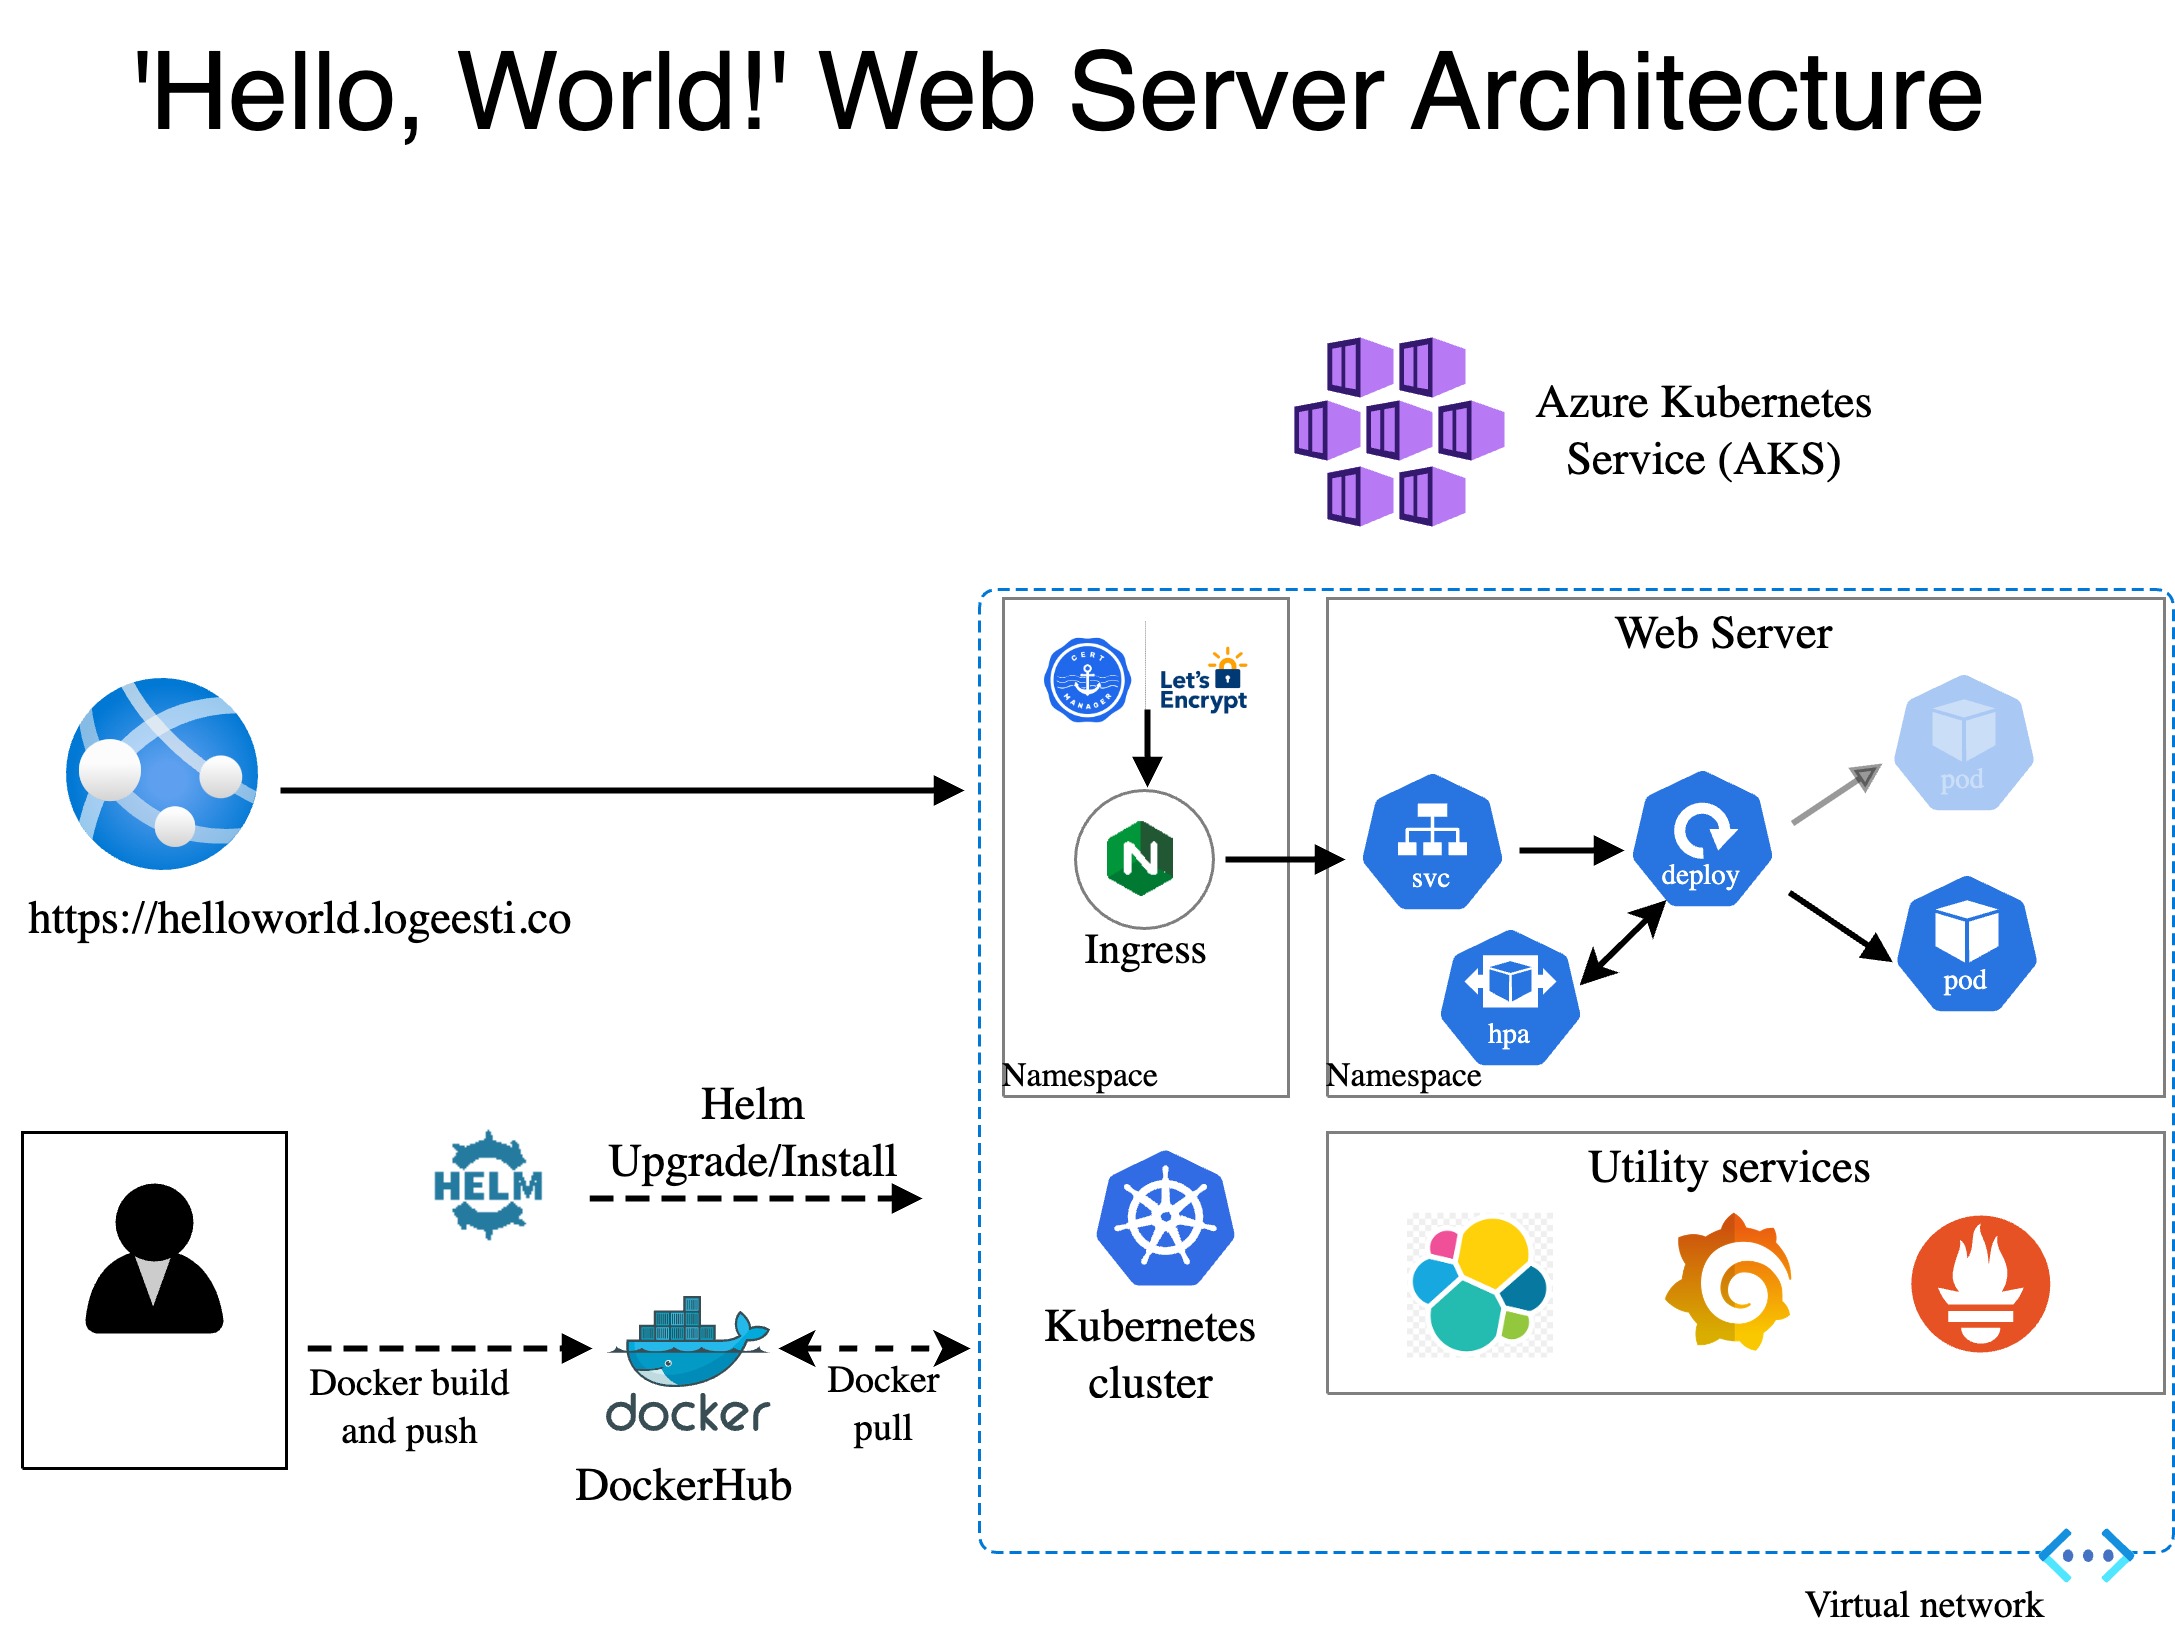 'Hello, World!' Web Server Architecture
Azure Kubernetes
Service (AKS)
Web Server
CERT
MANAGER
Let's
Encrypt
pod
https://helloworld.logeesti.co
svc
deploy
Ingress
pod
hpa
Namespace
Namespace
Helm
Upgrade/Install
HELM
Utility services
Kubernetes
cluster
Docker build
and push
docker
DockerHub
Docker
pull
Virtual network